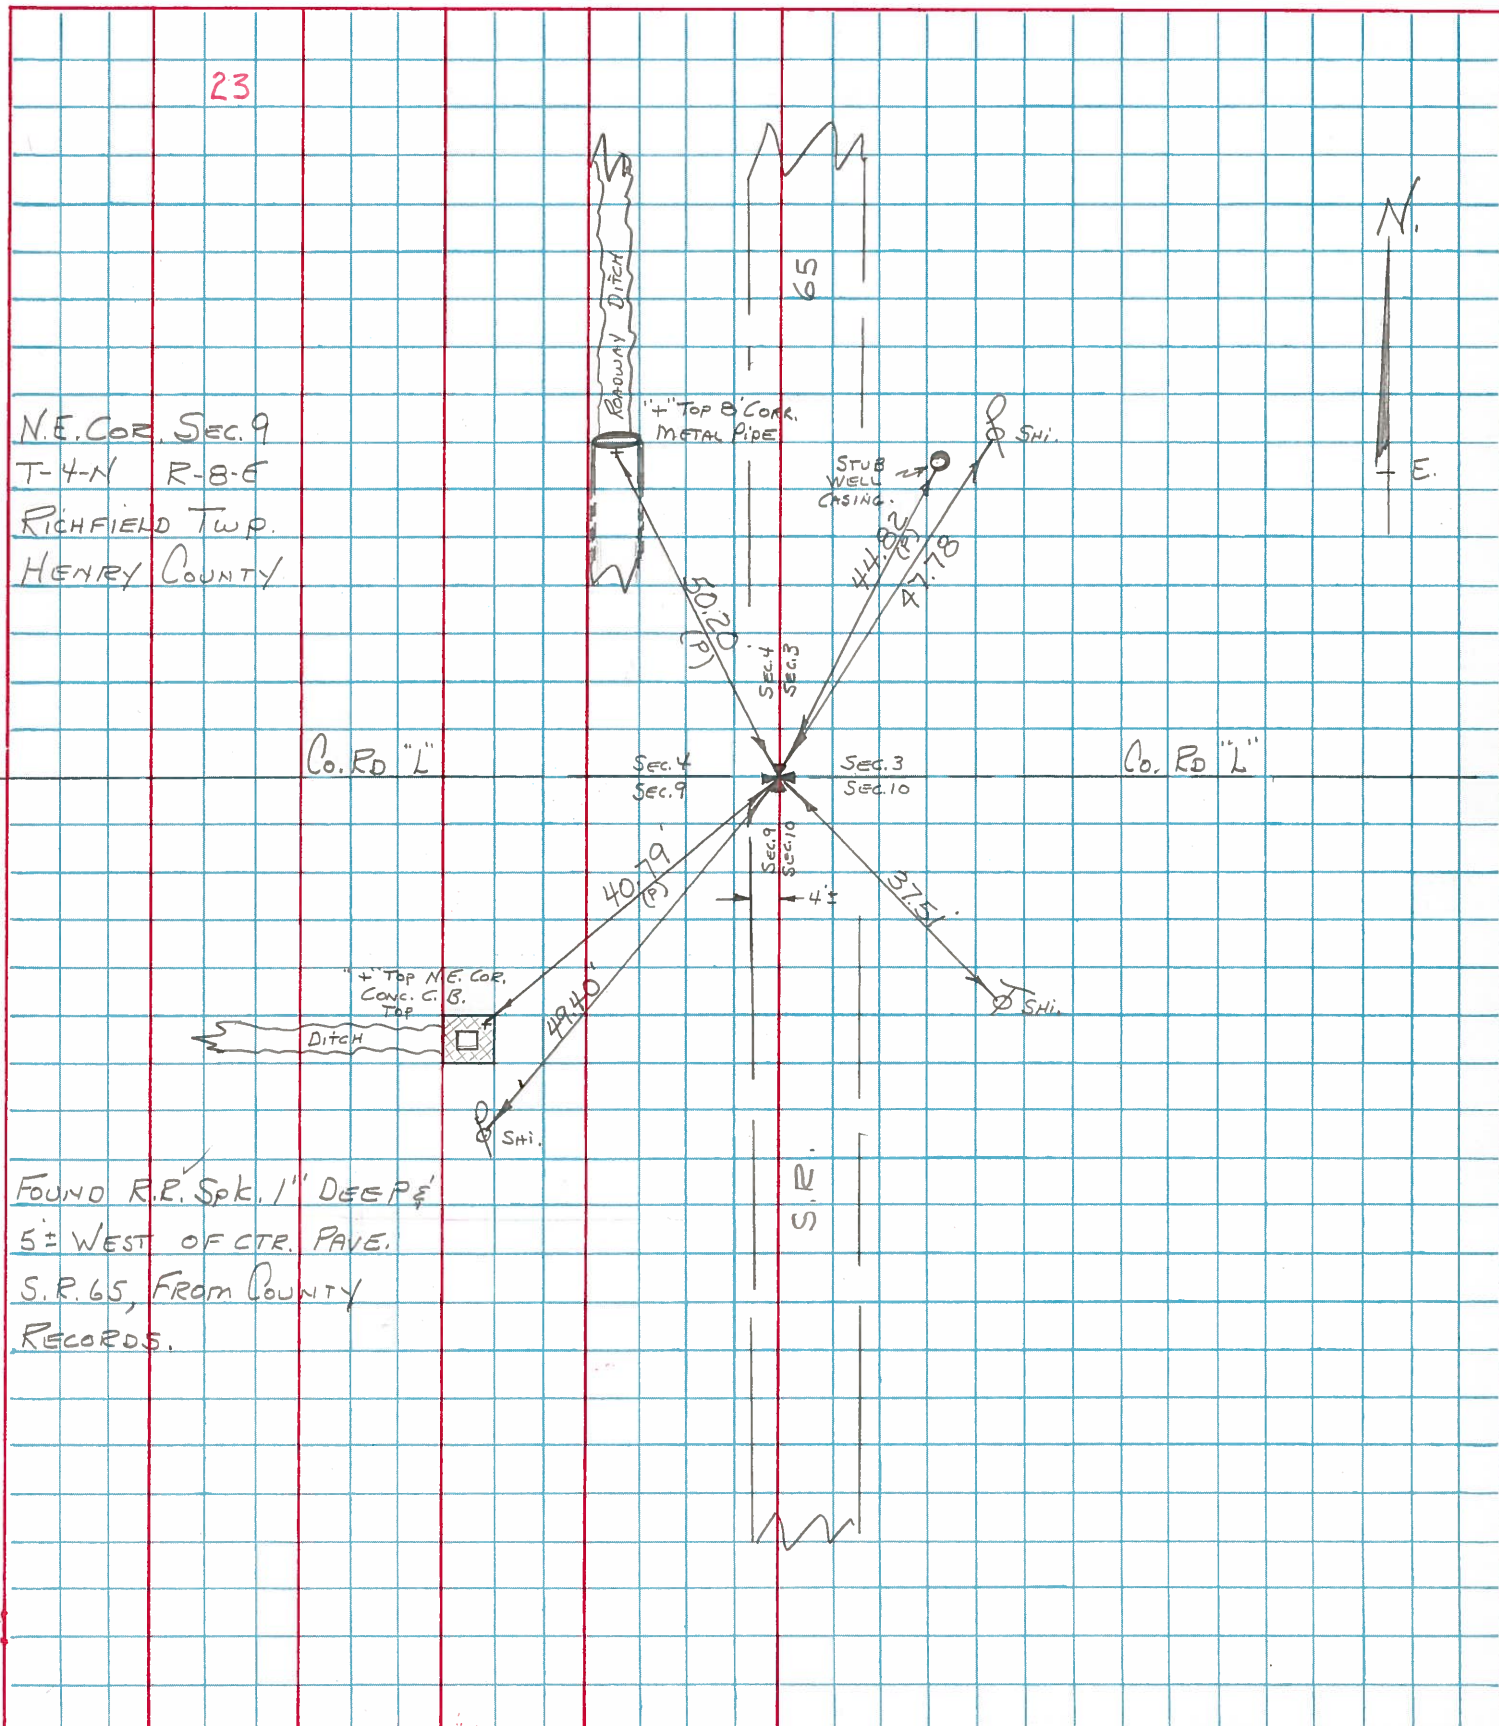 23
N.
E.
65
ROADWAY DITCH
"+" TOP 8' CORR.
METAL PIPE
N.E. COR. SEC. 9
T-4-N R-8-E
RICHFIELD TWP.
HENRY COUNTY
SHI.
STUB
WELL
CASING.
44.82
(P)
47.78
50.20'
(P)
SEC. 4
SEC. 3
CO. RD "L"
SEC. 4
SEC. 9
SEC. 3
SEC. 10
CO. RD "L"
SEC. 9
SEC. 10
40.79'
(P)
4'±
37.51'
49.40'
"+" TOP N.E. COR.
CONC. C. B.
TOP
DITCH
SHI.
SHI.
S.R.
FOUND R.R. SPK. 1" DEEP &
5'± WEST OF CTR. PAVE.
S.R. 65, FROM COUNTY
RECORDS.